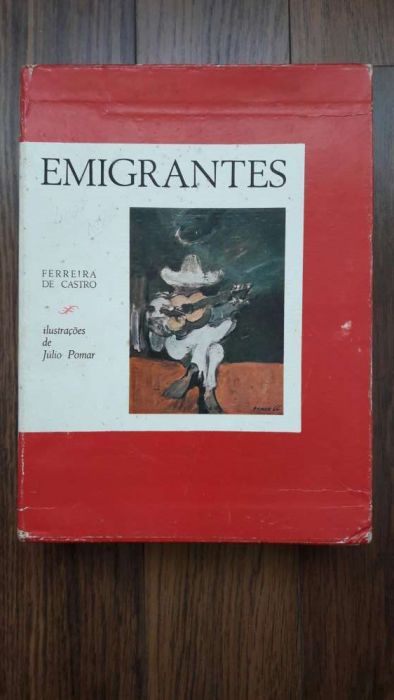 EMIGRANTES
FERREIRA
DE CASTRO
ilustrações
de
Júlio Pomar